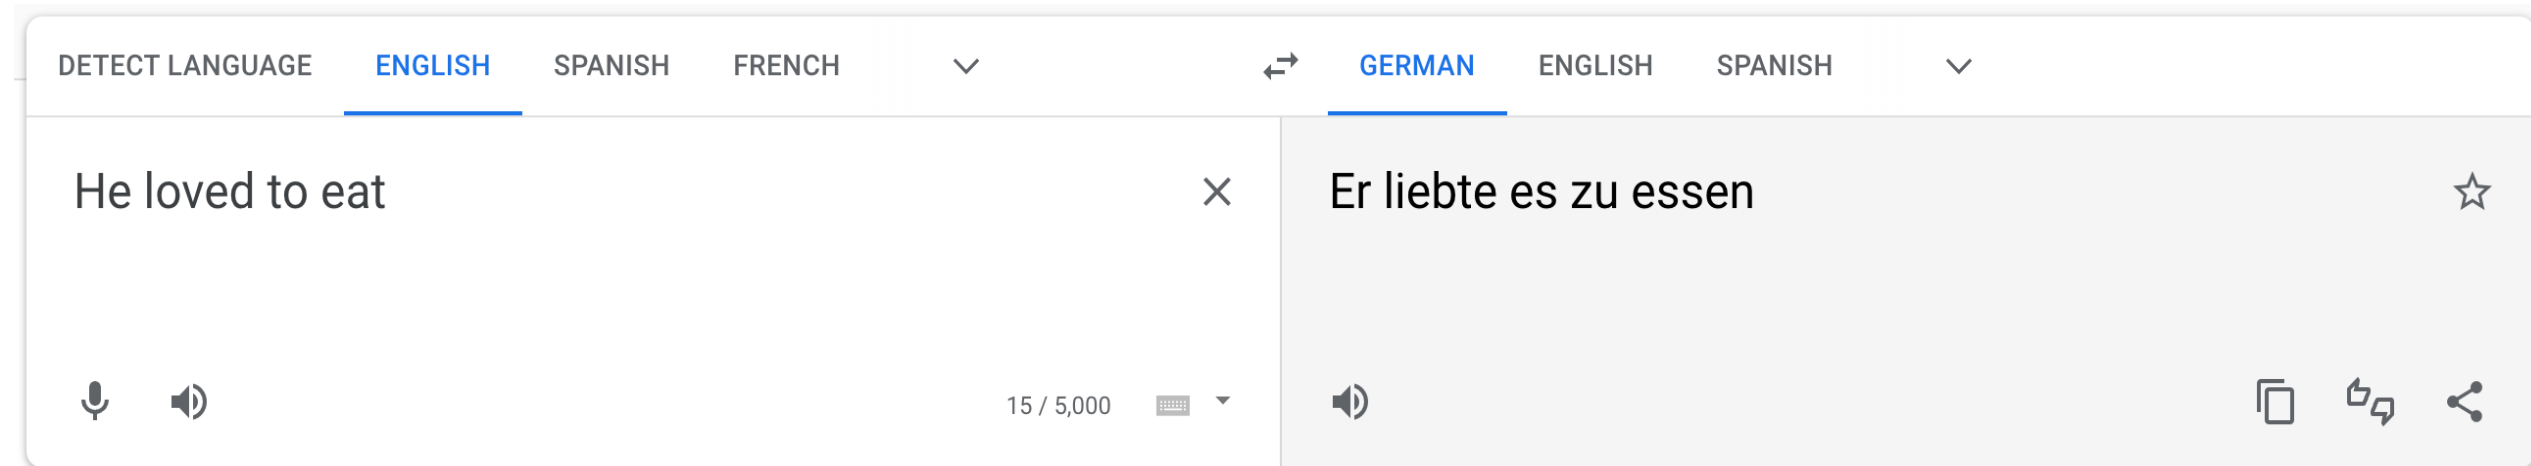 DETECT LANGUAGE ENGLISH SPANISH FRENCH GERMAN ENGLISH SPANISH
He loved to eat
Er liebte es zu essen
15 / 5,000